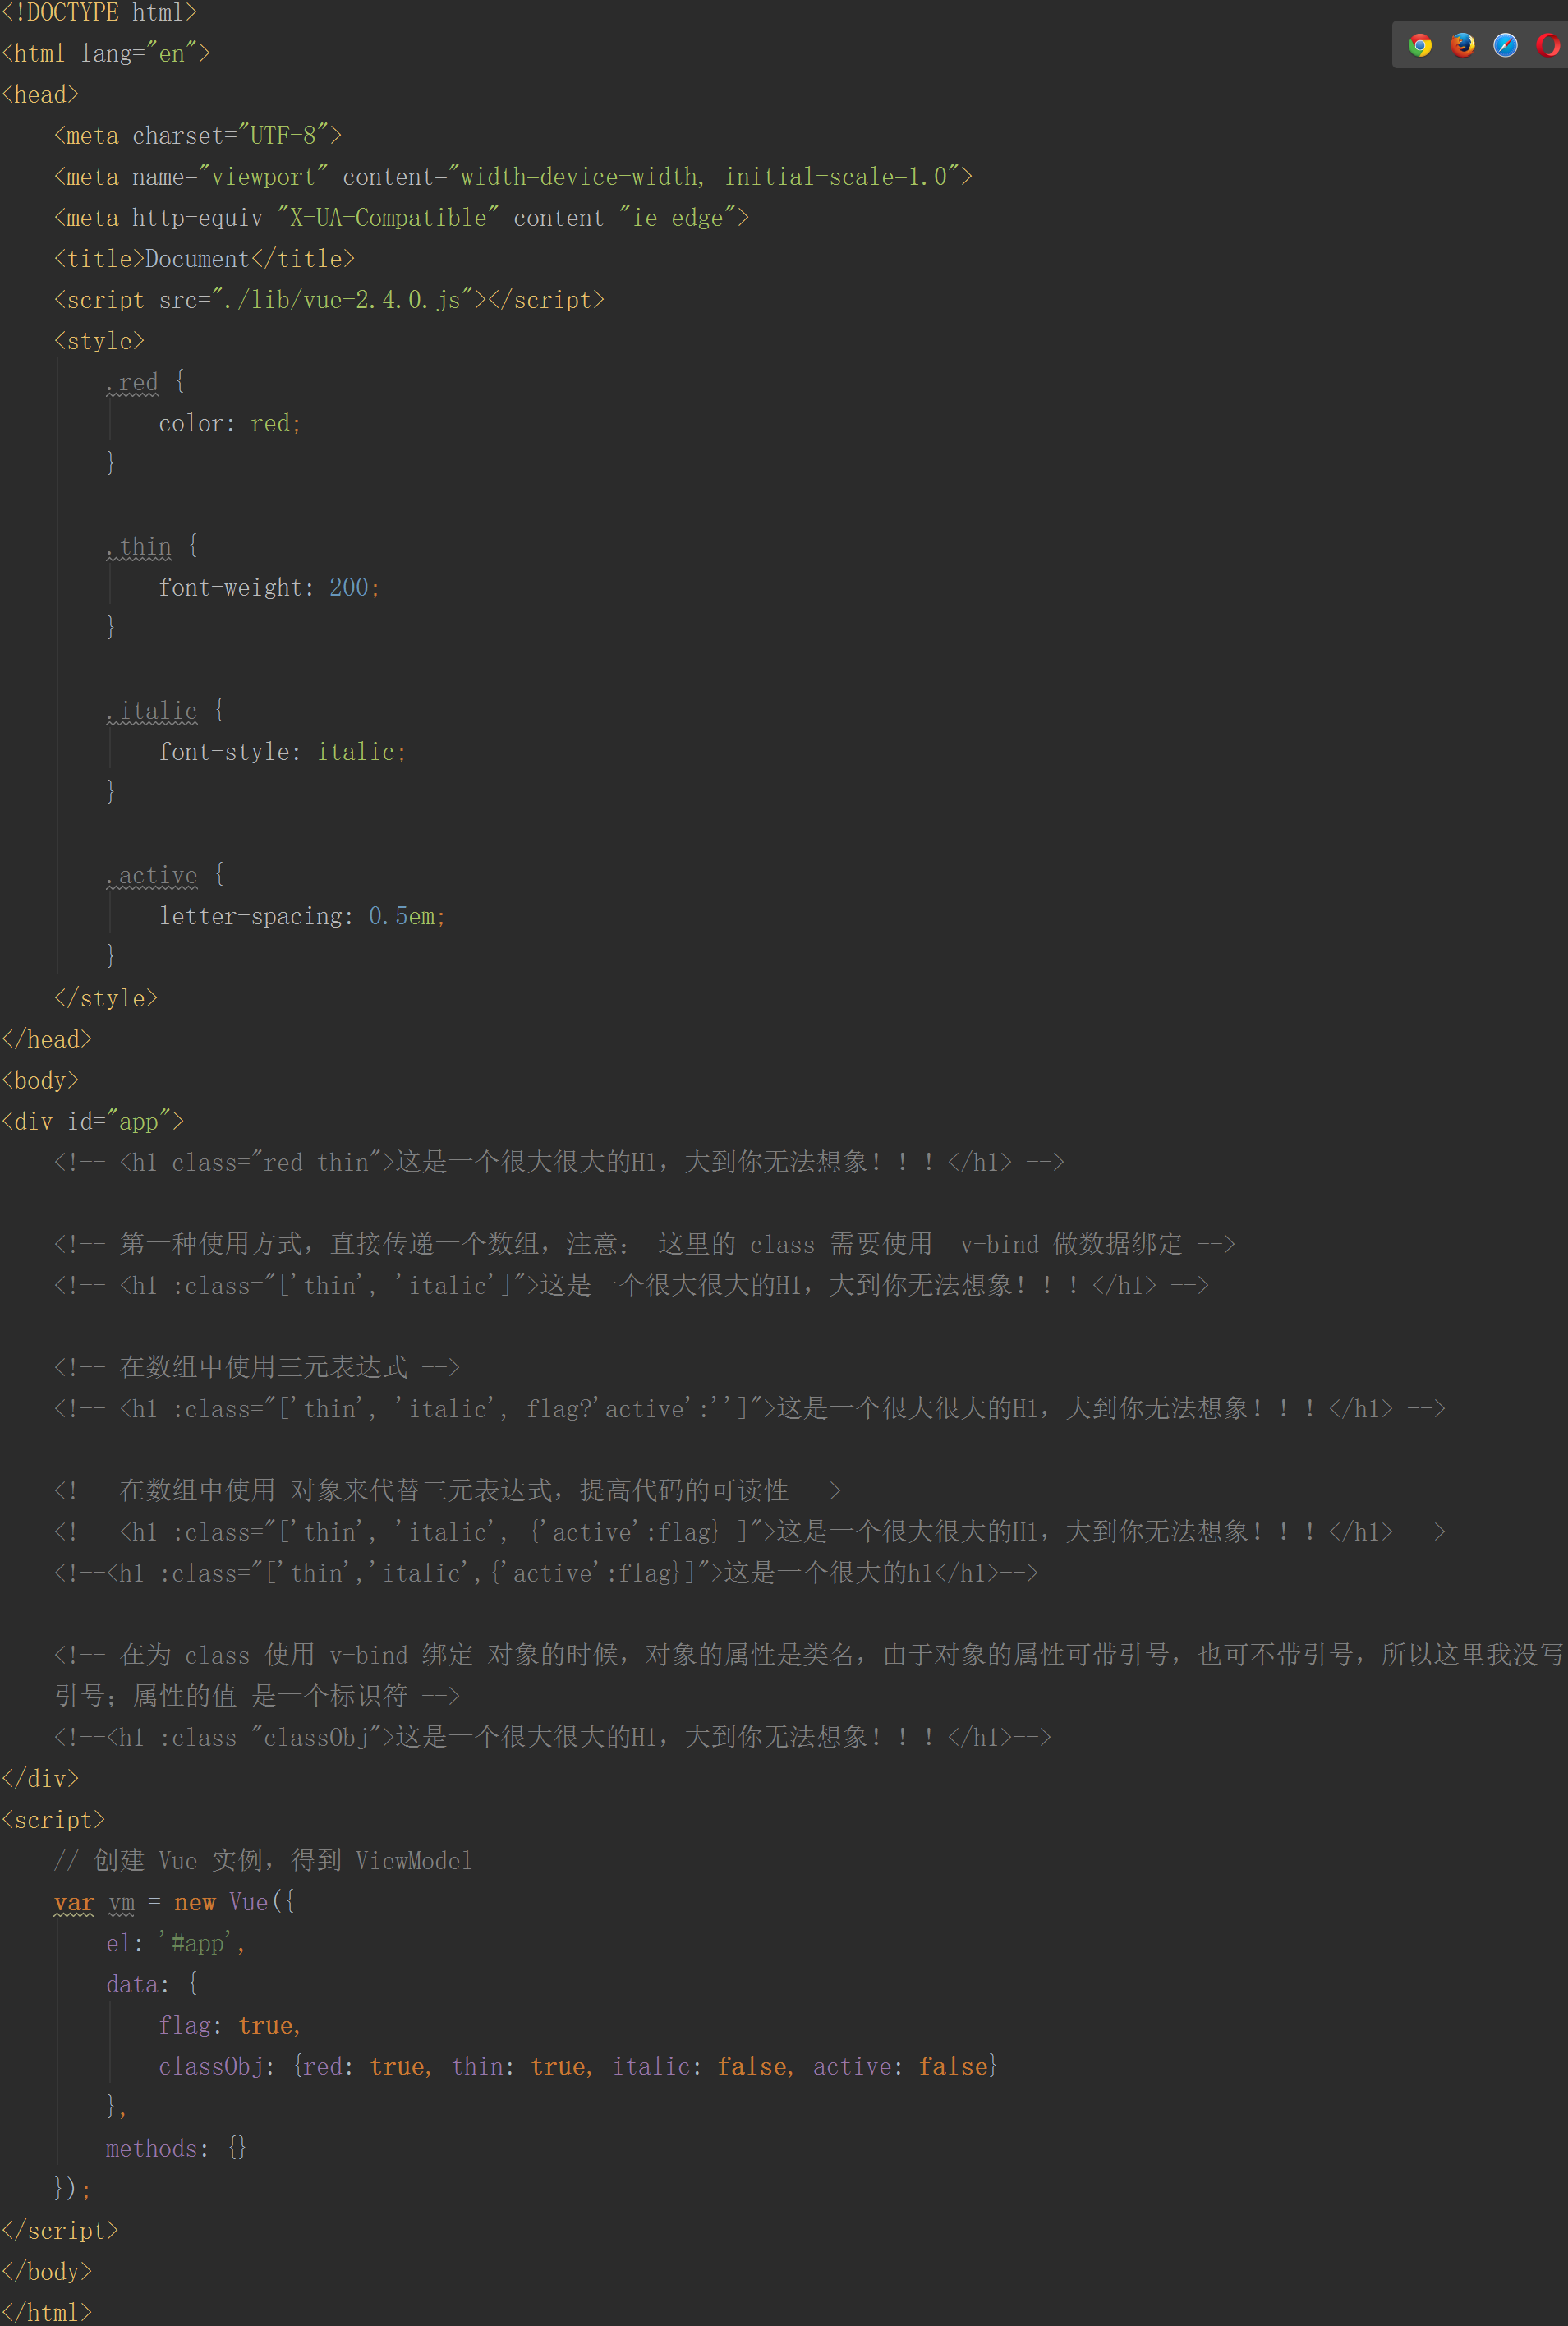 <!DOCTYPE html>
<html lang="en">
<head>
    <meta charset="UTF-8">
    <meta name="viewport" content="width=device-width, initial-scale=1.0">
    <meta http-equiv="X-UA-Compatible" content="ie=edge">
    <title>Document</title>
    <script src="./lib/vue-2.4.0.js"></script>
    <style>
        .red {
            color: red;
        }

        .thin {
            font-weight: 200;
        }

        .italic {
            font-style: italic;
        }

        .active {
            letter-spacing: 0.5em;
        }
    </style>
</head>
<body>
<div id="app">
    <!-- <h1 class="red thin">这是一个很大很大的H1，大到你无法想象！！！</h1> -->

    <!-- 第一种使用方式，直接传递一个数组，注意： 这里的 class 需要使用  v-bind 做数据绑定 -->
    <!-- <h1 :class="['thin', 'italic']">这是一个很大很大的H1，大到你无法想象！！！</h1> -->

    <!-- 在数组中使用三元表达式 -->
    <!-- <h1 :class="['thin', 'italic', flag?'active':'']">这是一个很大很大的H1，大到你无法想象！！！</h1> -->

    <!-- 在数组中使用 对象来代替三元表达式，提高代码的可读性 -->
    <!-- <h1 :class="['thin', 'italic', {'active':flag} ]">这是一个很大很大的H1，大到你无法想象！！！</h1> -->
    <!--<h1 :class="['thin','italic',{'active':flag}]">这是一个很大的h1</h1>-->

    <!-- 在为 class 使用 v-bind 绑定 对象的时候，对象的属性是类名，由于对象的属性可带引号，也可不带引号，所以这里我没写
    引号；属性的值 是一个标识符 -->
    <!--<h1 :class="classObj">这是一个很大很大的H1，大到你无法想象！！！</h1>-->
</div>
<script>
    // 创建 Vue 实例，得到 ViewModel
    var vm = new Vue({
        el: '#app',
        data: {
            flag: true,
            classObj: {red: true, thin: true, italic: false, active: false}
        },
        methods: {}
    });
</script>
</body>
</html>